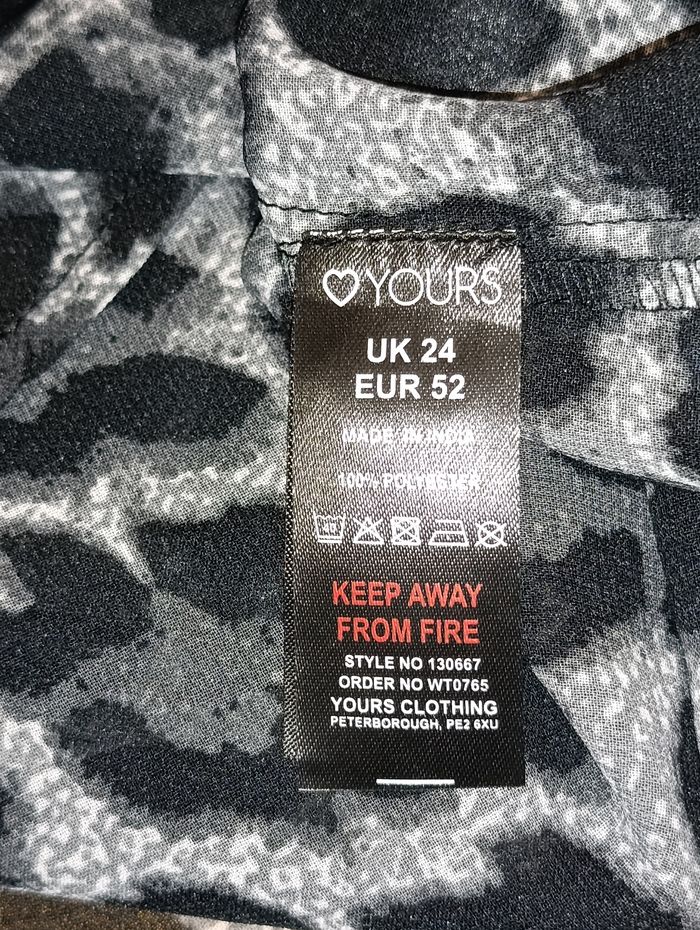 YOURS
UK 24
EUR 52
MADE IN INDIA
100% POLYESTER
KEEP AWAY
FROM FIRE
STYLE NO 130667
ORDER NO WT0765
YOURS CLOTHING
PETERBOROUGH, PE2 6XU